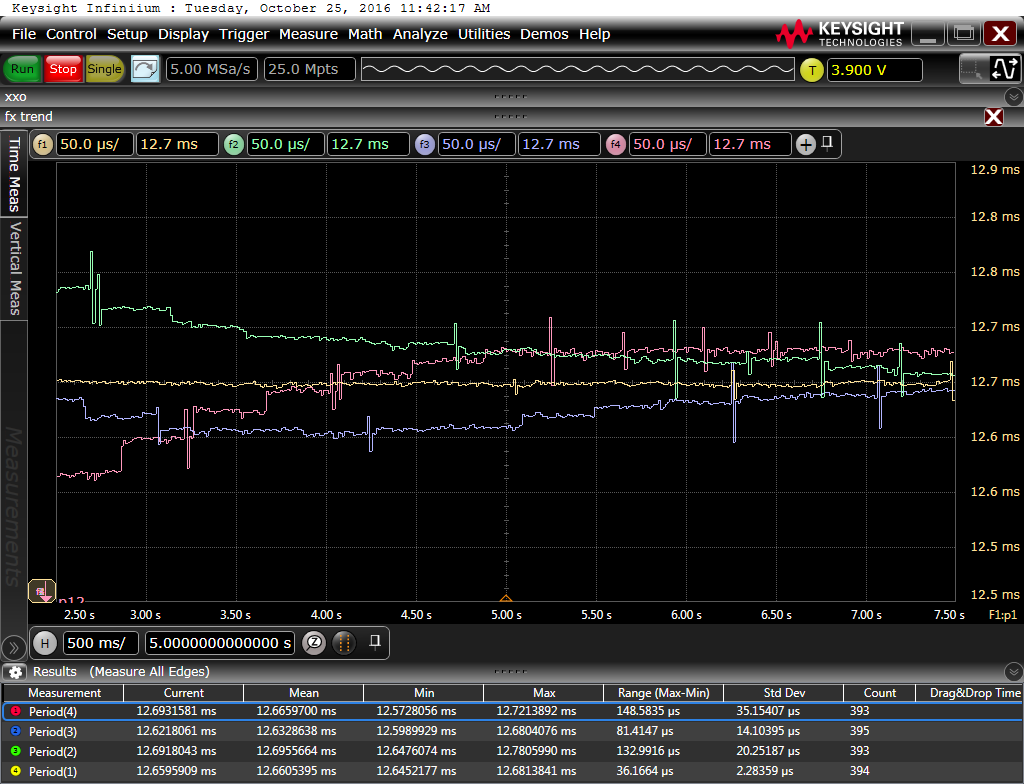 Keysight Infiniium : Tuesday, October 25, 2016 11:42:17 AM
File Control Setup Display Trigger Measure Math Analyze Utilities Demos Help
KEYSIGHT
TECHNOLOGIES
Run Stop Single 5.00 MSa/s 25.0 Mpts T 3.900 V
xxo
fx trend
Time Meas
Vertical Meas
Measurements
f1 50.0 µs/ 12.7 ms f2 50.0 µs/ 12.7 ms f3 50.0 µs/ 12.7 ms f4 50.0 µs/ 12.7 ms
12.9 ms
12.8 ms
12.8 ms
12.7 ms
12.7 ms
12.6 ms
12.6 ms
12.5 ms
12.5 ms
2.50 s 3.00 s 3.50 s 4.00 s 4.50 s 5.00 s 5.50 s 6.00 s 6.50 s 7.00 s 7.50 s F1:p1
H 500 ms/ 5.0000000000000 s
Results (Measure All Edges)
Measurement Current Mean Min Max Range (Max-Min) Std Dev Count Drag&Drop Time
Period(4) 12.6931581 ms 12.6659700 ms 12.5728056 ms 12.7213892 ms 148.5835 µs 35.15407 µs 393
Period(3) 12.6218061 ms 12.6328638 ms 12.5989929 ms 12.6804076 ms 81.4147 µs 14.10395 µs 395
Period(2) 12.6918043 ms 12.6955664 ms 12.6476074 ms 12.7805990 ms 132.9916 µs 20.25187 µs 393
Period(1) 12.6595909 ms 12.6605395 ms 12.6452177 ms 12.6813841 ms 36.1664 µs 2.28359 µs 394